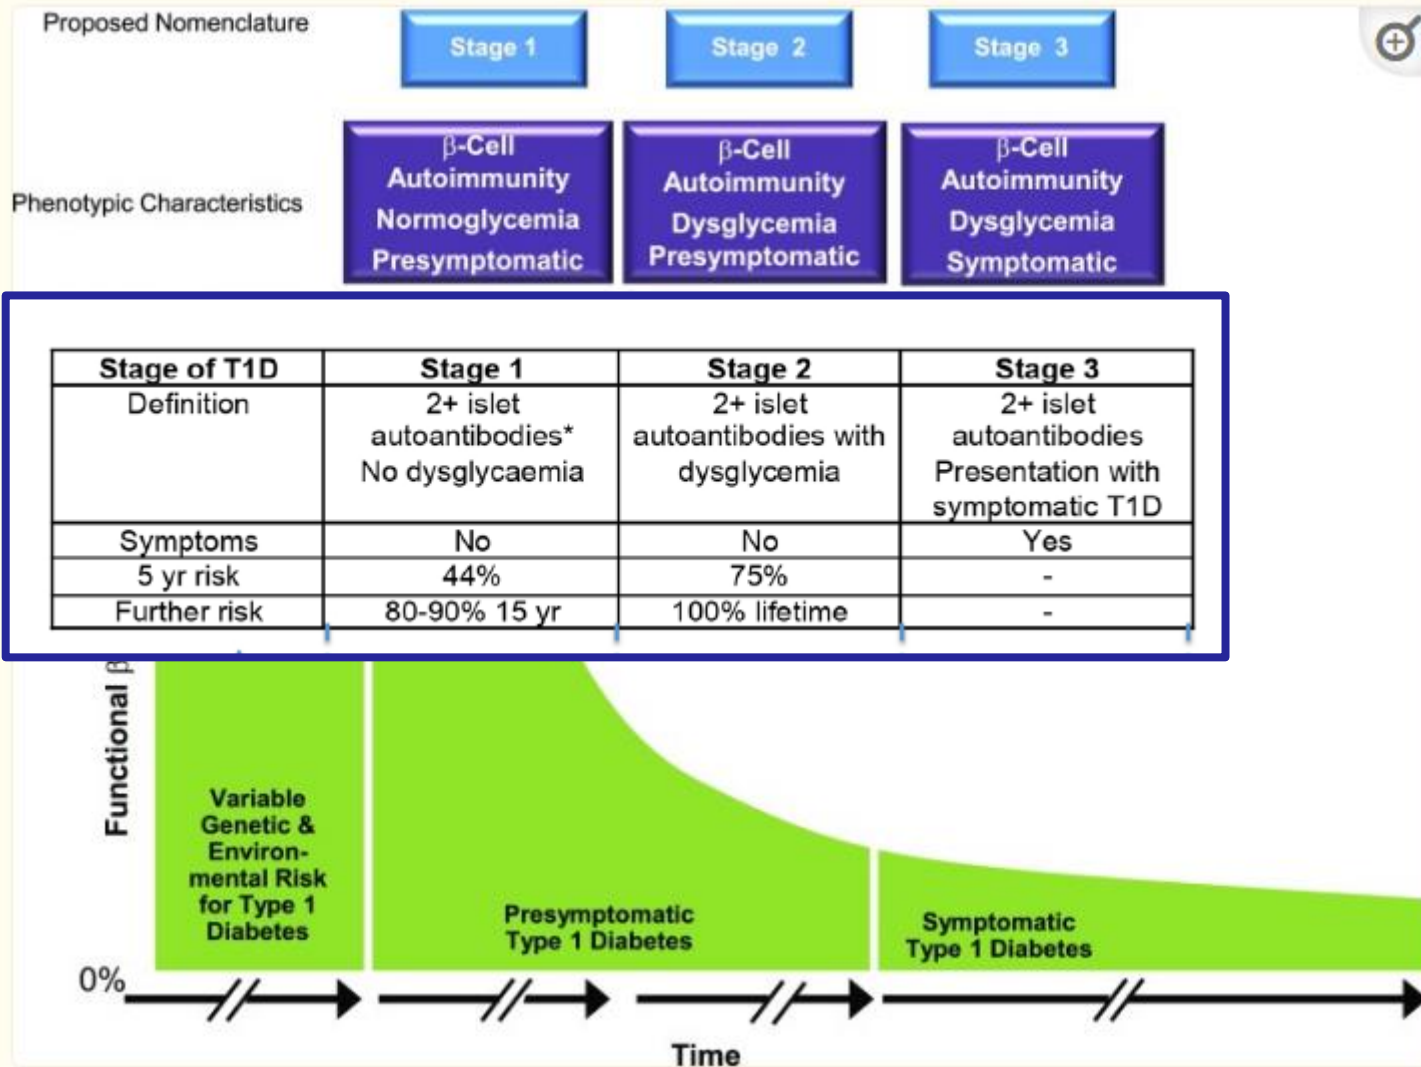 Proposed Nomenclature
Stage 1
Stage 2
Stage 3
Phenotypic Characteristics
β-Cell
Autoimmunity
Normoglycemia
Presymptomatic
β-Cell
Autoimmunity
Dysglycemia
Presymptomatic
β-Cell
Autoimmunity
Dysglycemia
Symptomatic
Stage of T1D Stage 1 Stage 2 Stage 3
Definition
2+ islet
autoantibodies*
No dysglycaemia
2+ islet
autoantibodies with
dysglycemia
2+ islet
autoantibodies
Presentation with
symptomatic T1D
Symptoms No No Yes
5 yr risk 44% 75% -
Further risk 80-90% 15 yr 100% lifetime -
Functional β
Variable
Genetic &
Environ-
mental Risk
for Type 1
Diabetes
Presymptomatic
Type 1 Diabetes
Symptomatic
Type 1 Diabetes
0%
Time